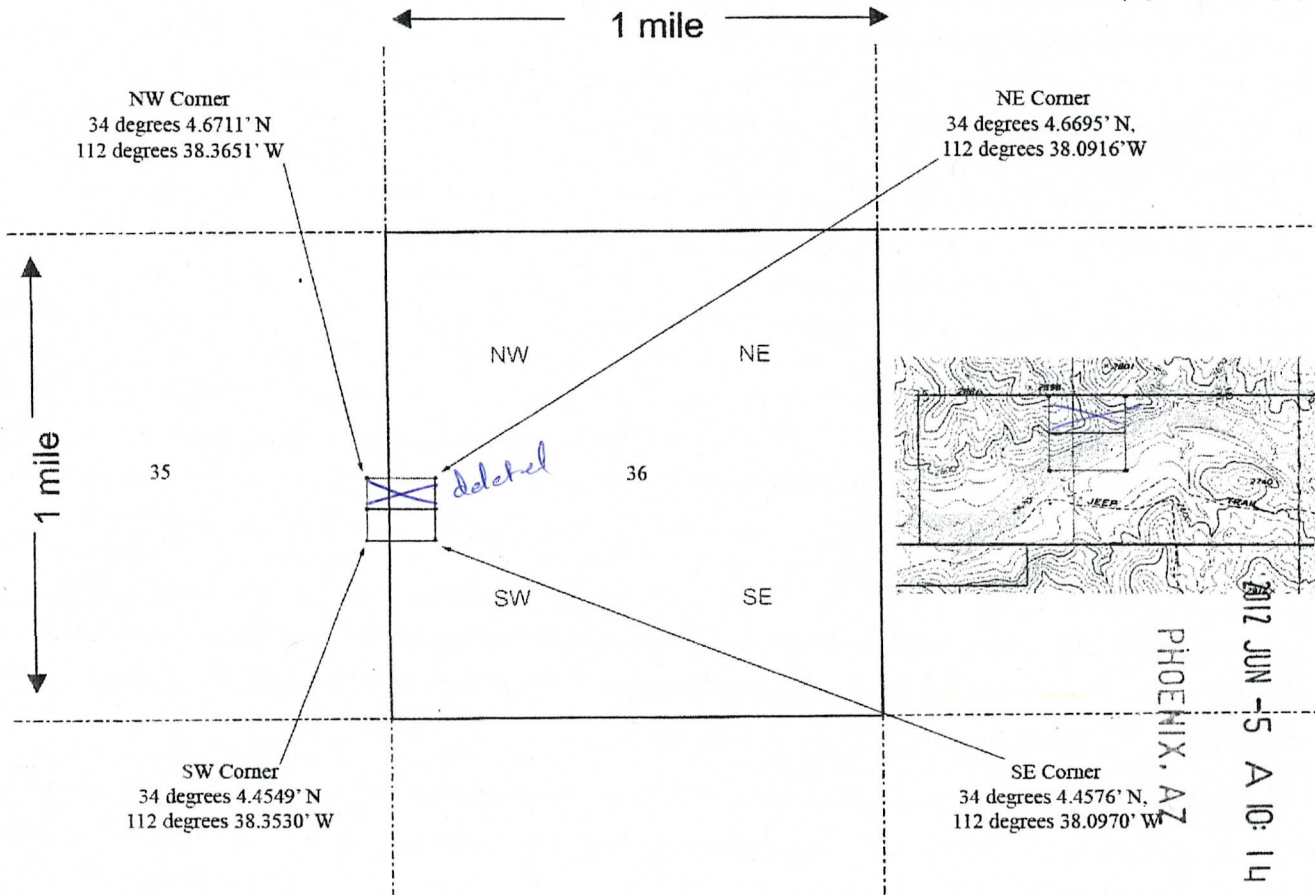 1 mile
NW Corner
34 degrees 4.6711' N
112 degrees 38.3651' W
NE Corner
34 degrees 4.6695' N,
112 degrees 38.0916' W
1 mile
NW
NE
35
36
deleted
SW
SE
2801
2898
2740
JEEP
TRAIL
SW Corner
34 degrees 4.4549' N
112 degrees 38.3530' W
SE Corner
34 degrees 4.4576' N,
112 degrees 38.0970' W
2012 JUN -5 A 10: 14
PHOENIX, AZ